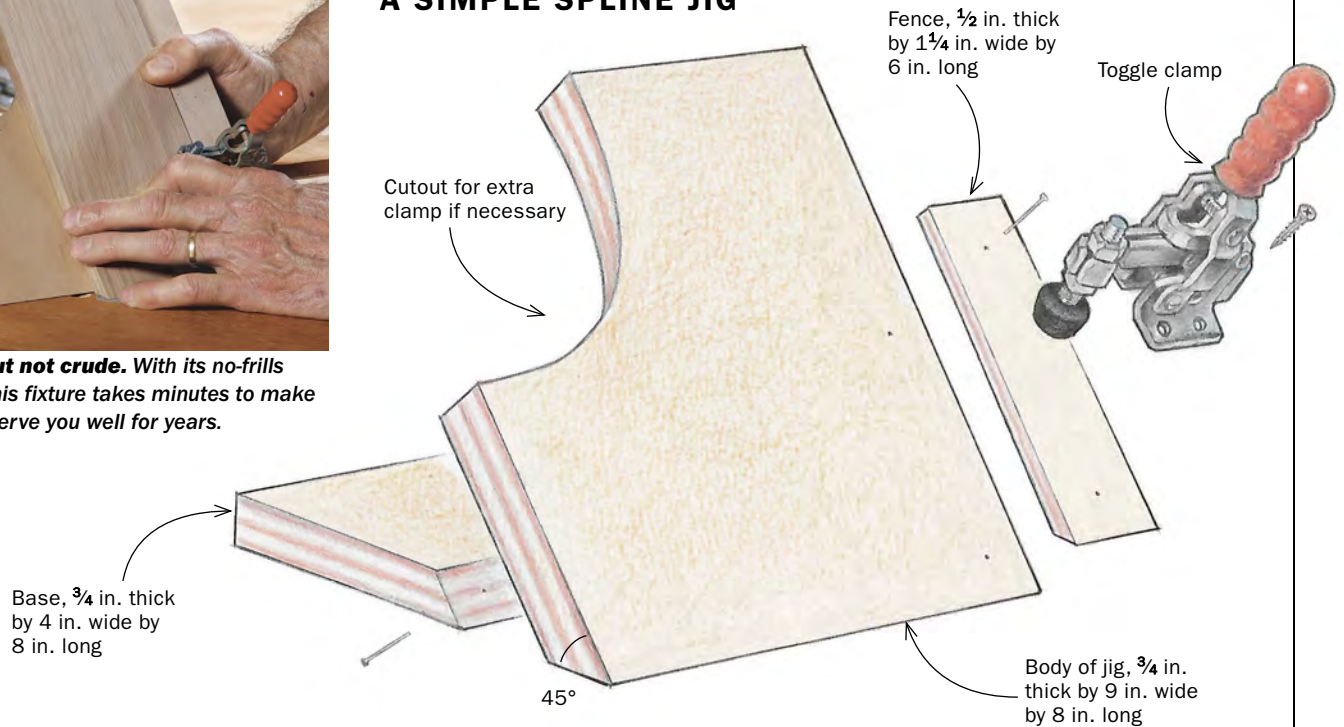 A SIMPLE SPLINE JIG
Fence, ½ in. thick
by 1¼ in. wide by
6 in. long
Toggle clamp
Cutout for extra
clamp if necessary
not crude. With its no-frills
fixture takes minutes to make
you well for years.
Base, ¾ in. thick
by 4 in. wide by
8 in. long
45°
Body of jig, ¾ in.
thick by 9 in. wide
by 8 in. long